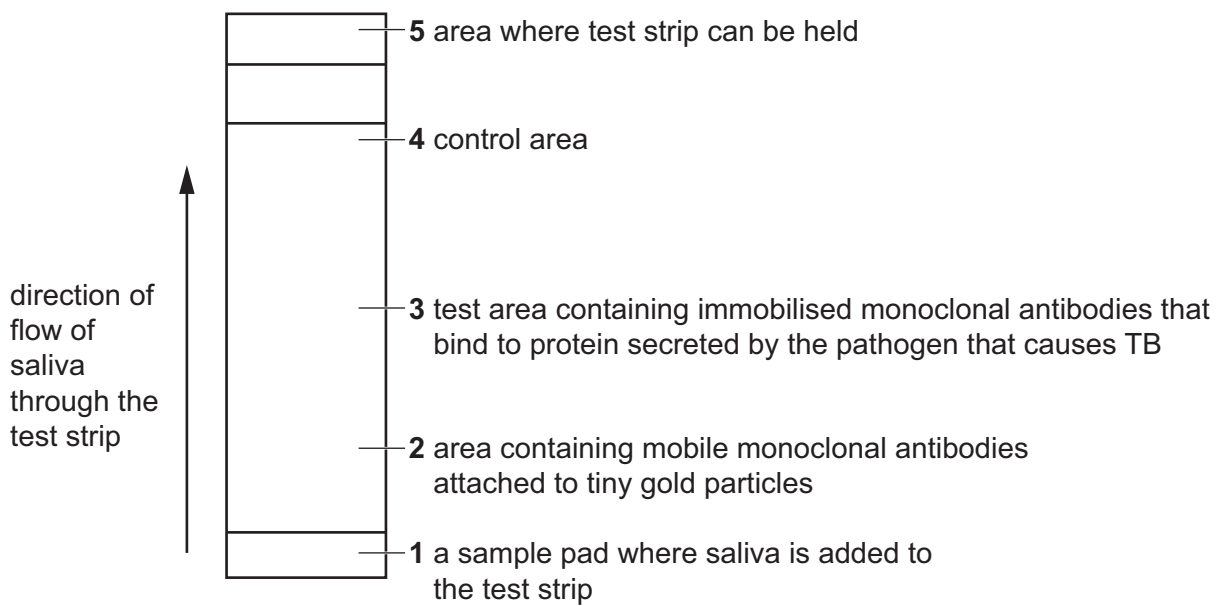 5 area where test strip can be held
4 control area
direction of
flow of
saliva
through the
test strip
3 test area containing immobilised monoclonal antibodies that
bind to protein secreted by the pathogen that causes TB
2 area containing mobile monoclonal antibodies
attached to tiny gold particles
1 a sample pad where saliva is added to
the test strip